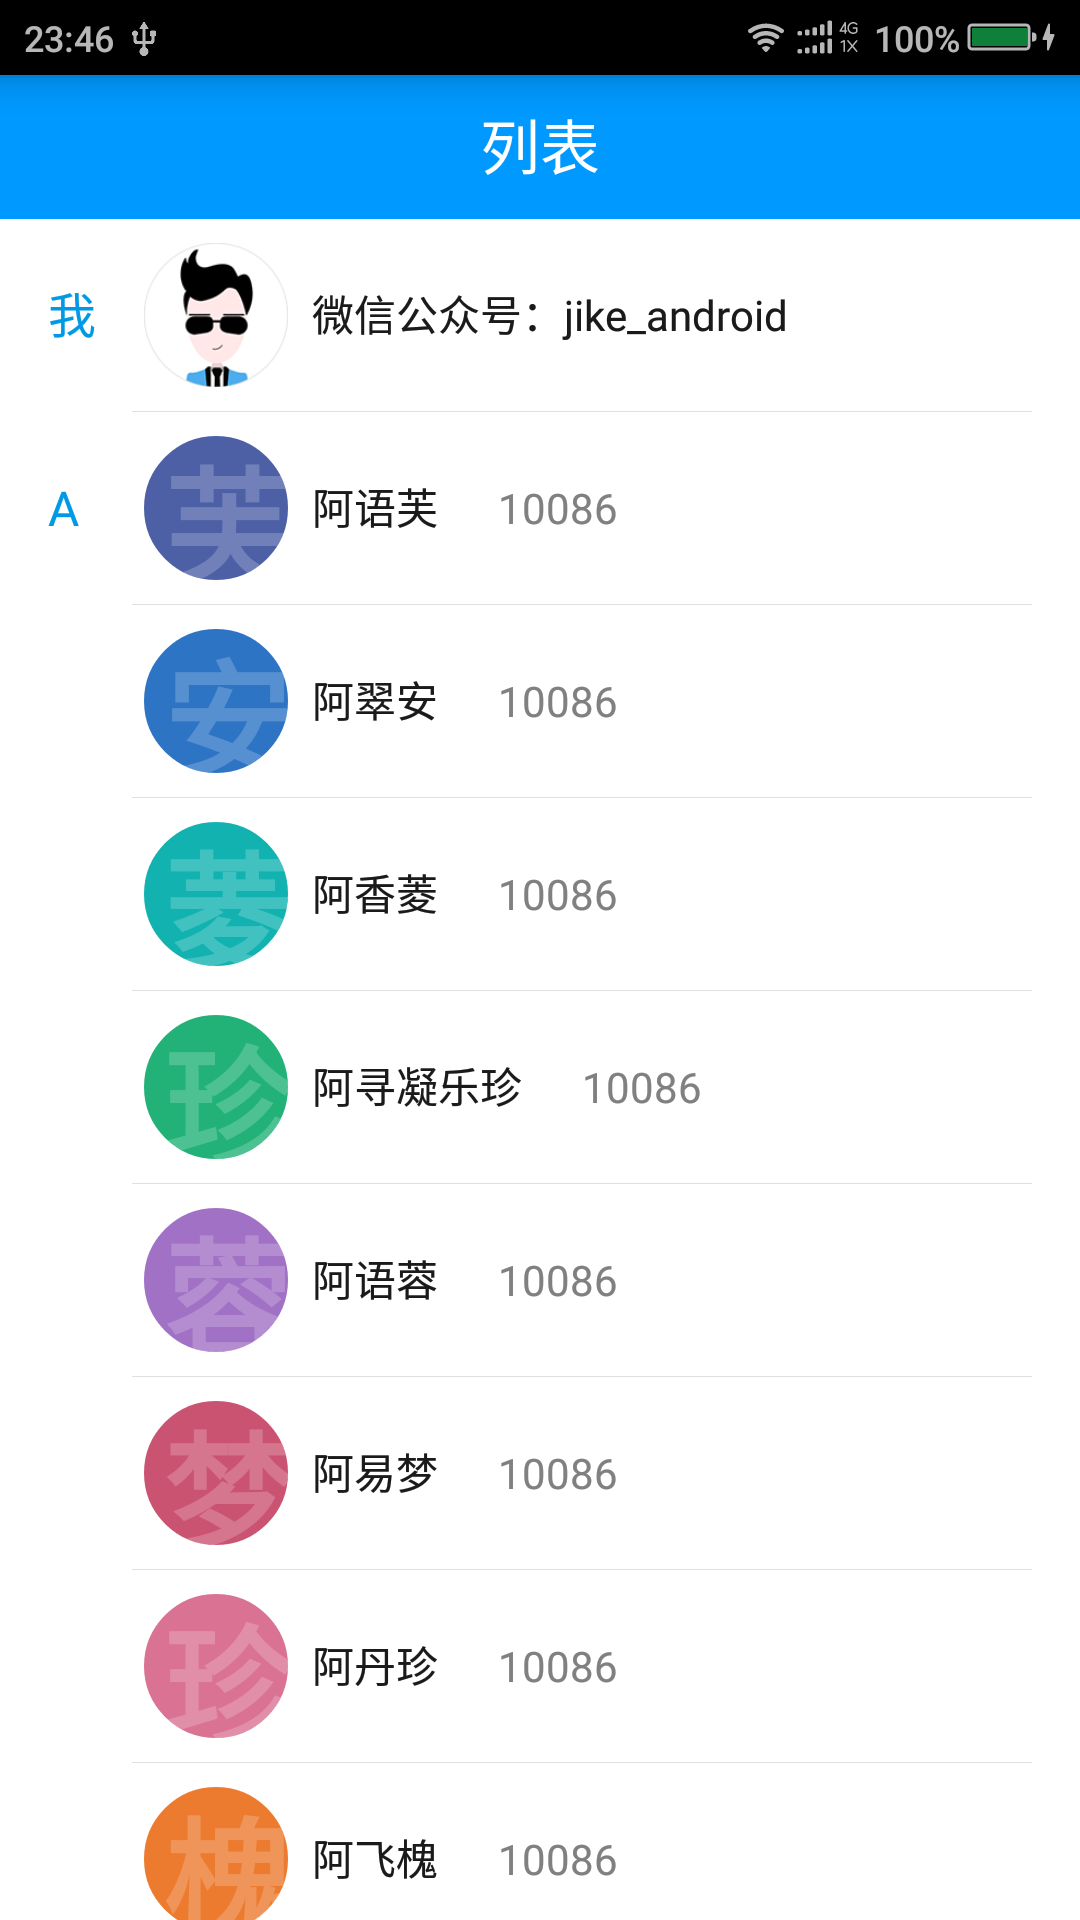 23:46 4G 1X 100%
列表
我 微信公众号：jike_android
A 芙 阿语芙 10086
安 阿翠安 10086
菱 阿香菱 10086
珍 阿寻凝乐珍 10086
蓉 阿语蓉 10086
梦 阿易梦 10086
珍 阿丹珍 10086
槐 阿飞槐 10086